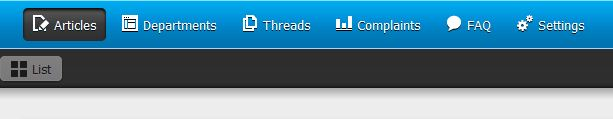 Articles Departments Threads Complaints FAQ Settings
List